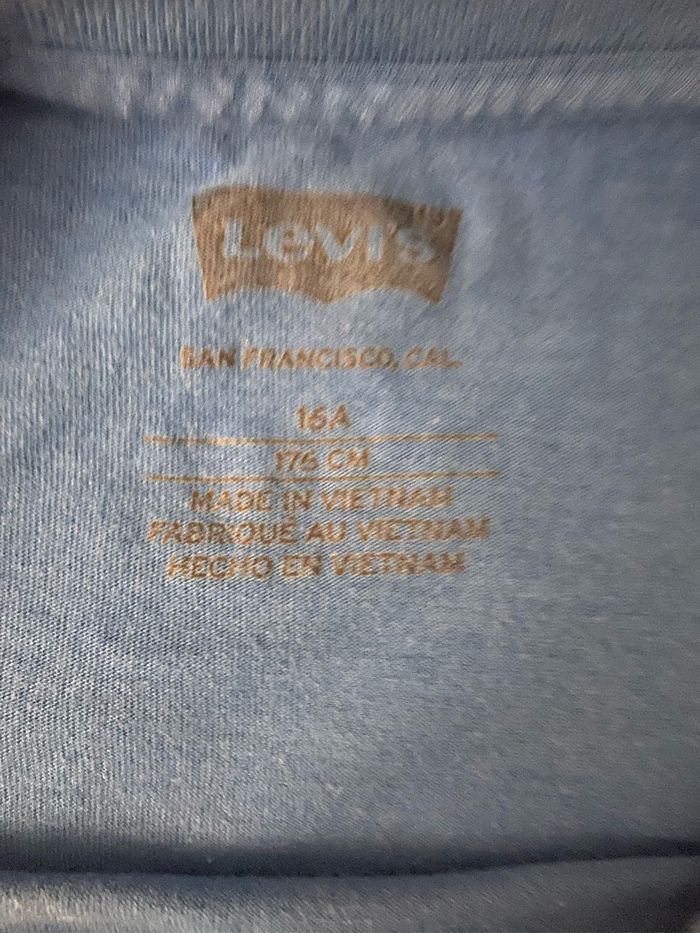 Levi's
SAN FRANCISCO, CAL.
16A
176 CM
MADE IN VIETNAM
FABRIQUÉ AU VIETNAM
HECHO EN VIETNAM